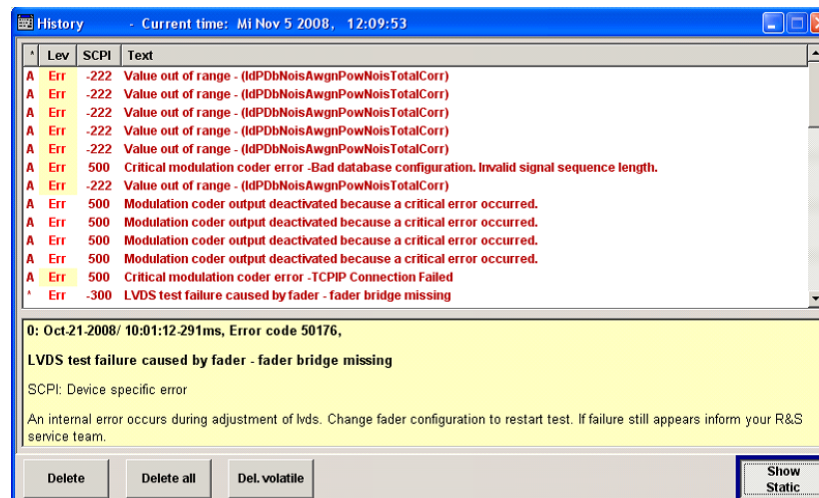 History - Current time: Mi Nov 5 2008, 12:09:53
* Lev SCPI Text
A Err -222 Value out of range - (IdPDbNoisAwgnPowNoisTotalCorr)
A Err -222 Value out of range - (IdPDbNoisAwgnPowNoisTotalCorr)
A Err -222 Value out of range - (IdPDbNoisAwgnPowNoisTotalCorr)
A Err -222 Value out of range - (IdPDbNoisAwgnPowNoisTotalCorr)
A Err -222 Value out of range - (IdPDbNoisAwgnPowNoisTotalCorr)
A Err 500 Critical modulation coder error -Bad database configuration. Invalid signal sequence length.
A Err -222 Value out of range - (IdPDbNoisAwgnPowNoisTotalCorr)
A Err 500 Modulation coder output deactivated because a critical error occurred.
A Err 500 Modulation coder output deactivated because a critical error occurred.
A Err 500 Modulation coder output deactivated because a critical error occurred.
A Err 500 Modulation coder output deactivated because a critical error occurred.
A Err 500 Critical modulation coder error -TCPIP Connection Failed
* Err -300 LVDS test failure caused by fader - fader bridge missing
0: Oct-21-2008/ 10:01:12-291ms, Error code 50176,
LVDS test failure caused by fader - fader bridge missing
SCPI: Device specific error
An internal error occurs during adjustment of lvds. Change fader configuration to restart test. If failure still appears inform your R&S
service team.
Delete Delete all Del. volatile Show
Static